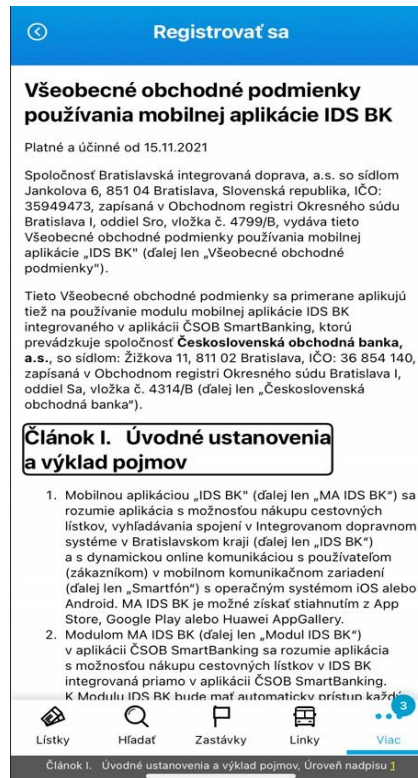 Registrovať sa
Všeobecné obchodné podmienky
používania mobilnej aplikácie IDS BK
Platné a účinné od 15.11.2021
Spoločnosť Bratislavská integrovaná doprava, a.s. so sídlom
Jankolova 6, 851 04 Bratislava, Slovenská republika, IČO:
35949473, zapísaná v Obchodnom registri Okresného súdu
Bratislava I, oddiel Sro, vložka č. 4799/B, vydáva tieto
Všeobecné obchodné podmienky používania mobilnej
aplikácie „IDS BK" (ďalej len „Všeobecné obchodné
podmienky").
Tieto Všeobecné obchodné podmienky sa primerane aplikujú
tiež na používanie modulu mobilnej aplikácie IDS BK
integrovaného v aplikácii ČSOB SmartBanking, ktorú
prevádzkuje spoločnosť Československá obchodná banka,
a.s., so sídlom: Žižkova 11, 811 02 Bratislava, IČO: 36 854 140,
zapísaná v Obchodnom registri Okresného súdu Bratislava I,
oddiel Sa, vložka č. 4314/B (ďalej len „Československá
obchodná banka“).
Článok I. Úvodné ustanovenia
a výklad pojmov
1. Mobilnou aplikáciou „IDS BK" (ďalej len „MA IDS BK“) sa
rozumie aplikácia s možnosťou nákupu cestovných
lístkov, vyhľadávania spojení v Integrovanom dopravnom
systéme v Bratislavskom kraji (ďalej len „IDS BK“)
a s dynamickou online komunikáciou s používateľom
(zákazníkom) v mobilnom komunikačnom zariadení
(ďalej len „Smartfón“) s operačným systémom iOS alebo
Android. MA IDS BK je možné získať stiahnutím z App
Store, Google Play alebo Huawei AppGallery.
2. Modulom MA IDS BK (ďalej len „Modul IDS BK“)
v aplikácii ČSOB SmartBanking sa rozumie aplikácia
s možnosťou nákupu cestovných lístkov v IDS BK
integrovaná priamo v aplikácii ČSOB SmartBanking.
K Modulu IDS BK bude mať automaticky prístup každý
3
Lístky Hľadať Zastávky Linky Viac
Článok I. Úvodné ustanovenia a výklad pojmov, Úroveň nadpisu 1